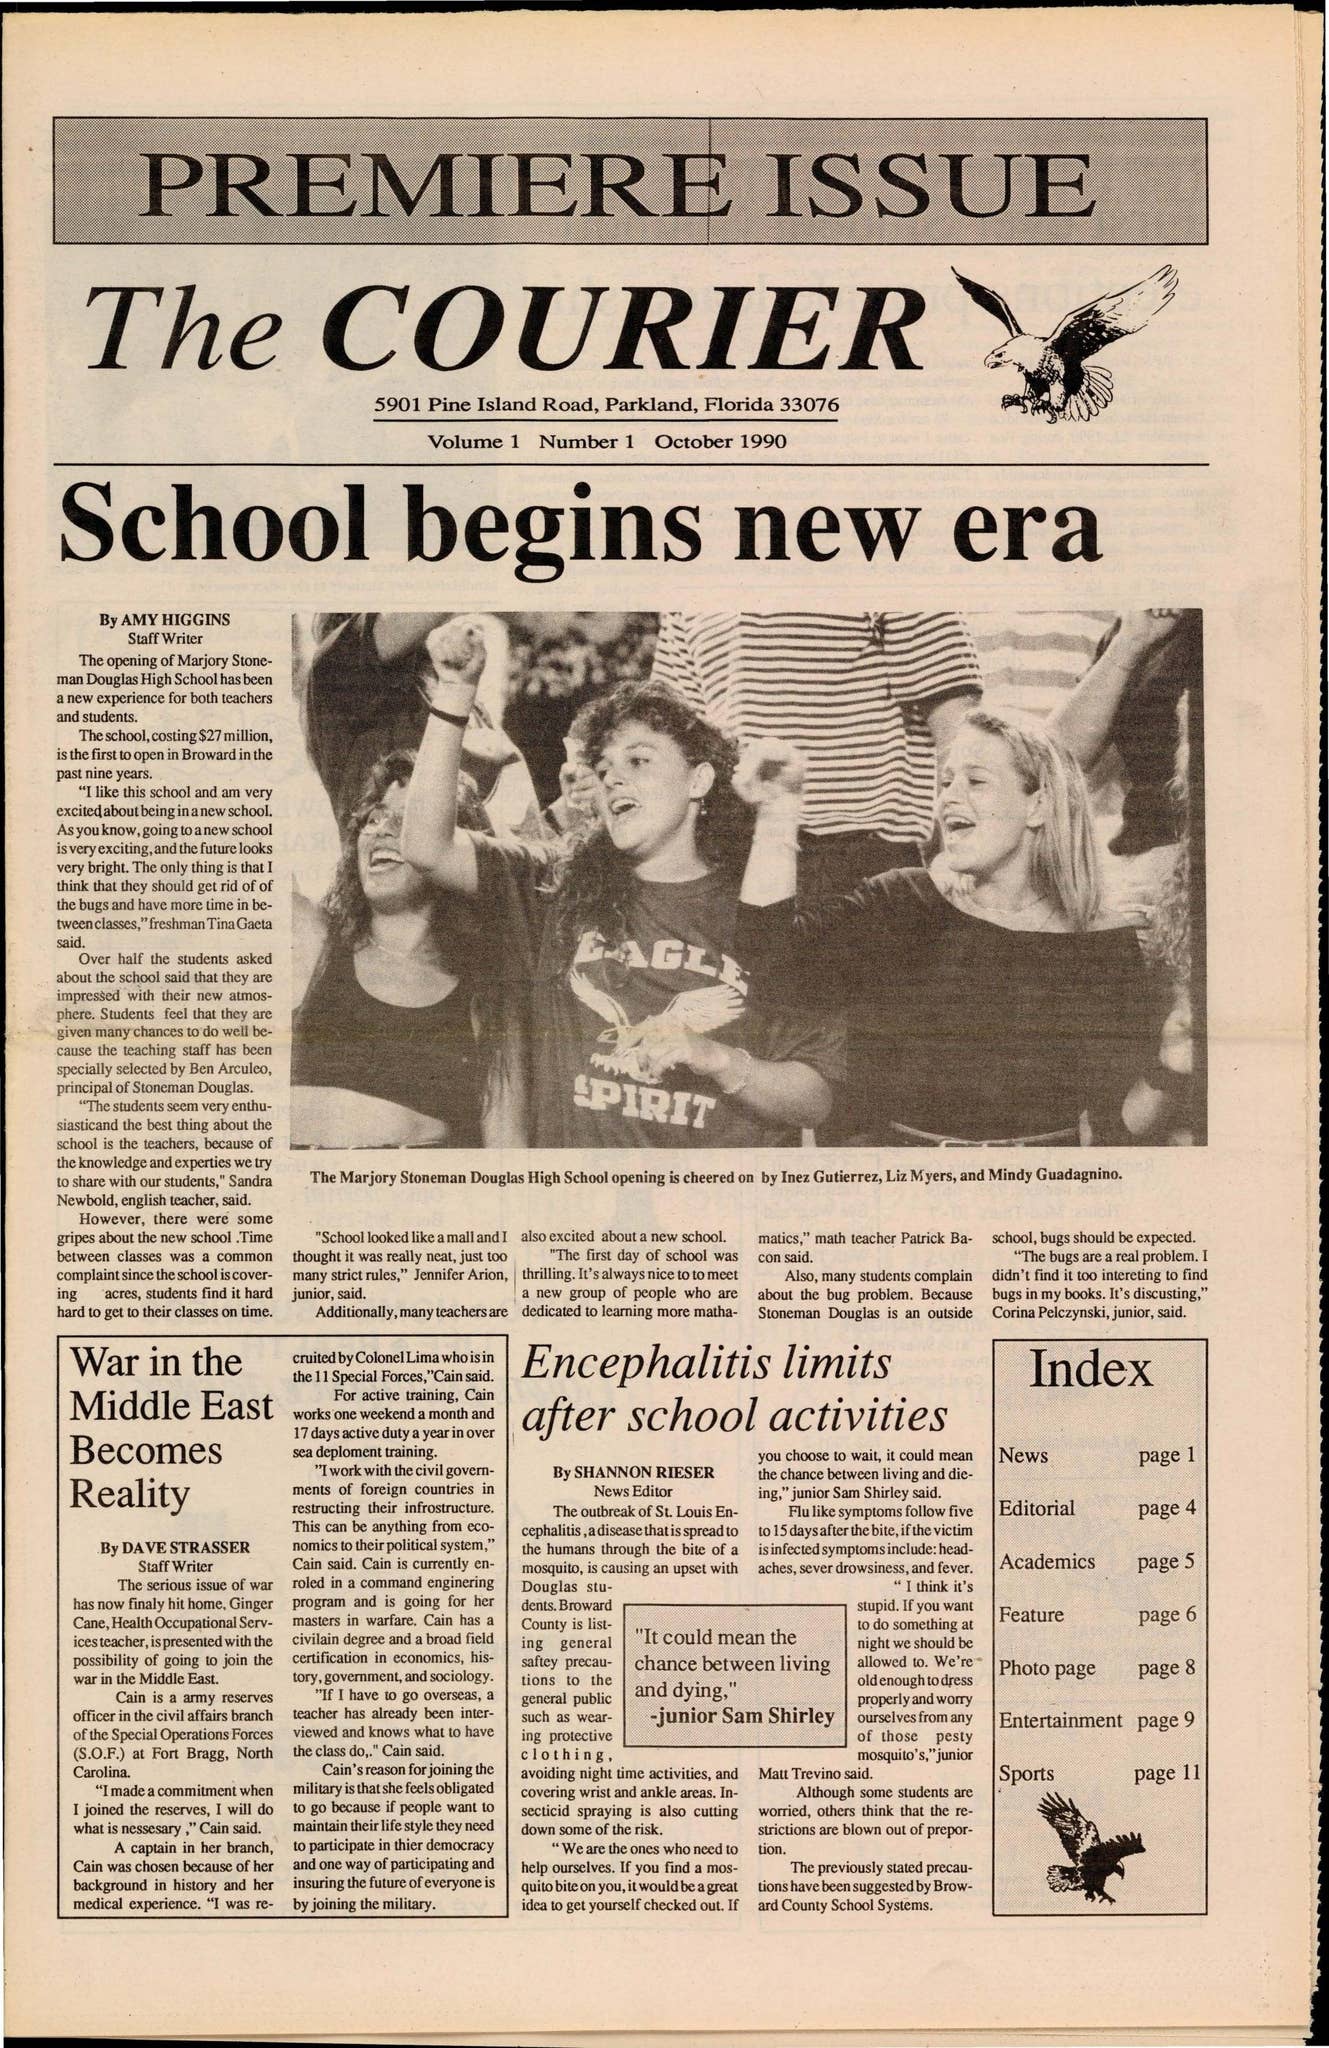 PREMIERE ISSUE
The COURIER
5901 Pine Island Road, Parkland, Florida 33076
Volume 1 Number 1 October 1990
School begins new era
By AMY HIGGINS
Staff Writer
The opening of Marjory Stone-
man Douglas High School has been
a new experience for both teachers
and students.
The school, costing $27 million,
is the first to open in Broward in the
past nine years.
"I like this school and am very
excited about being in a new school.
As you know, going to a new school
is very exciting, and the future looks
very bright. The only thing is that I
think that they should get rid of of
the bugs and have more time in be-
tween classes," freshman Tina Gaeta
said.
Over half the students asked
about the school said that they are
impressed with their new atmos-
phere. Students feel that they are
given many chances to do well be-
cause the teaching staff has been
specially selected by Ben Arculeo,
principal of Stoneman Douglas.
"The students seem very enthu-
siasticand the best thing about the
school is the teachers, because of
the knowledge and experties we try
to share with our students," Sandra
Newbold, english teacher, said.
However, there were some
gripes about the new school .Time
between classes was a common
complaint since the school is cover-
ing acres, students find it hard
hard to get to their classes on time.
EAGLE
SPIRIT
The Marjory Stoneman Douglas High School opening is cheered on by Inez Gutierrez, Liz Myers, and Mindy Guadagnino.
"School looked like a mall and I
thought it was really neat, just too
many strict rules," Jennifer Arion,
junior, said.
Additionally, many teachers are
also excited about a new school.
"The first day of school was
thrilling. It's always nice to to meet
a new group of people who are
dedicated to learning more matha-
matics," math teacher Patrick Ba-
con said.
Also, many students complain
about the bug problem. Because
Stoneman Douglas is an outside
school, bugs should be expected.
"The bugs are a real problem. I
didn't find it too intereting to find
bugs in my books. It's discusting,"
Corina Pelczynski, junior, said.
War in the
Middle East
Becomes
Reality
By DAVE STRASSER
Staff Writer
The serious issue of war
has now finaly hit home, Ginger
Cane, Health Occupational Serv-
ices teacher, is presented with the
possibility of going to join the
war in the Middle East.
Cain is a army reserves
officer in the civil affairs branch
of the Special Operations Forces
(S.O.F.) at Fort Bragg, North
Carolina.
"I made a commitment when
I joined the reserves, I will do
what is nessesary ," Cain said.
A captain in her branch,
Cain was chosen because of her
background in history and her
medical experience. "I was re-
cruited by Colonel Lima who is in
the 11 Special Forces,"Cain said.
For active training, Cain
works one weekend a month and
17 days active duty a year in over
sea deploment training.
"I work with the civil govern-
ments of foreign countries in
restructing their infrostructure.
This can be anything from eco-
nomics to their political system,"
Cain said. Cain is currently en-
roled in a command enginering
program and is going for her
masters in warfare. Cain has a
civilain degree and a broad field
certification in economics, his-
tory, government, and sociology.
"If I have to go overseas, a
teacher has already been inter-
viewed and knows what to have
the class do,." Cain said.
Cain's reason for joining the
military is that she feels obligated
to go because if people want to
maintain their life style they need
to participate in thier democracy
and one way of participating and
insuring the future of everyone is
by joining the military.
Encephalitis limits
after school activities
By SHANNON RIESER
News Editor
The outbreak of St. Louis En-
cephalitis , a disease that is spread to
the humans through the bite of a
mosquito, is causing an upset with
Douglas stu-
dents. Broward
County is list-
ing general
saftey precau-
tions to the
general public
such as wear-
ing protective
clothing,
avoiding night time activities, and
covering wrist and ankle areas. In-
secticid spraying is also cutting
down some of the risk.
"We are the ones who need to
help ourselves. If you find a mos-
quito bite on you, it would be a great
idea to get yourself checked out. If
"It could mean the
chance between living
and dying,"
-junior Sam Shirley
you choose to wait, it could mean
the chance between living and die-
ing," junior Sam Shirley said.
Flu like symptoms follow five
to 15 days after the bite, if the victim
is infected symptoms include: head-
aches, sever drowsiness, and fever.
" I think it's
stupid. If you want
to do something at
night we should be
allowed to. We're
old enough to dress
properly and worry
ourselves from any
of those pesty
mosquito's," junior
Matt Trevino said.
Although some students are
worried, others think that the re-
strictions are blown out of prepor-
tion.
The previously stated precau-
tions have been suggested by Brow-
ard County School Systems.
Index
News page 1
Editorial page 4
Academics page 5
Feature page 6
Photo page page 8
Entertainment page 9
Sports page 11